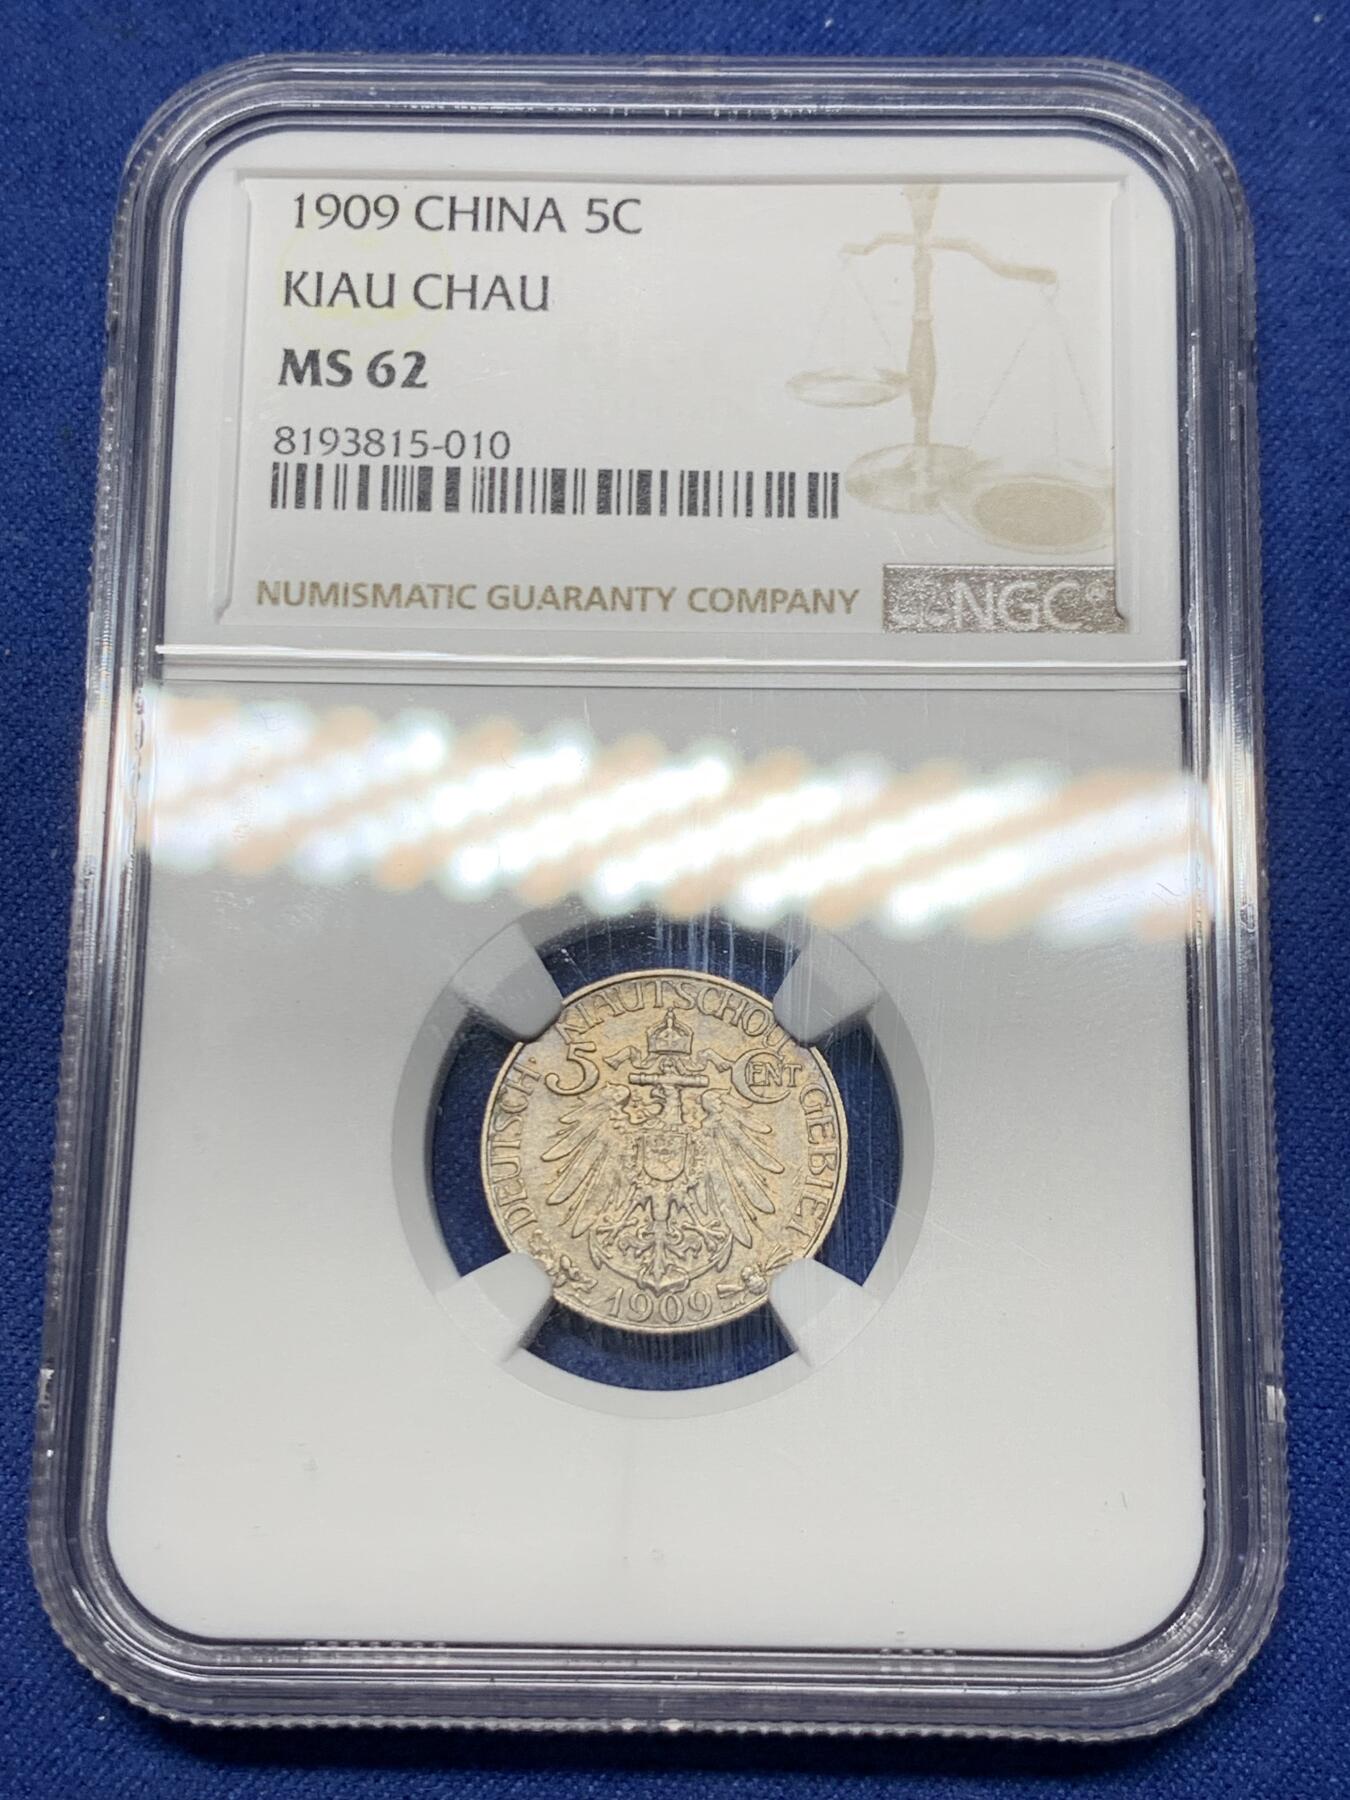 1909 CHINA 5C
KIAU CHAU
MS 62
8193815-010
NUMISMATIC GUARANTY COMPANY
NGC
DEUTSCH. KIAUTSCHOU GEBIET
5 CENT
1909